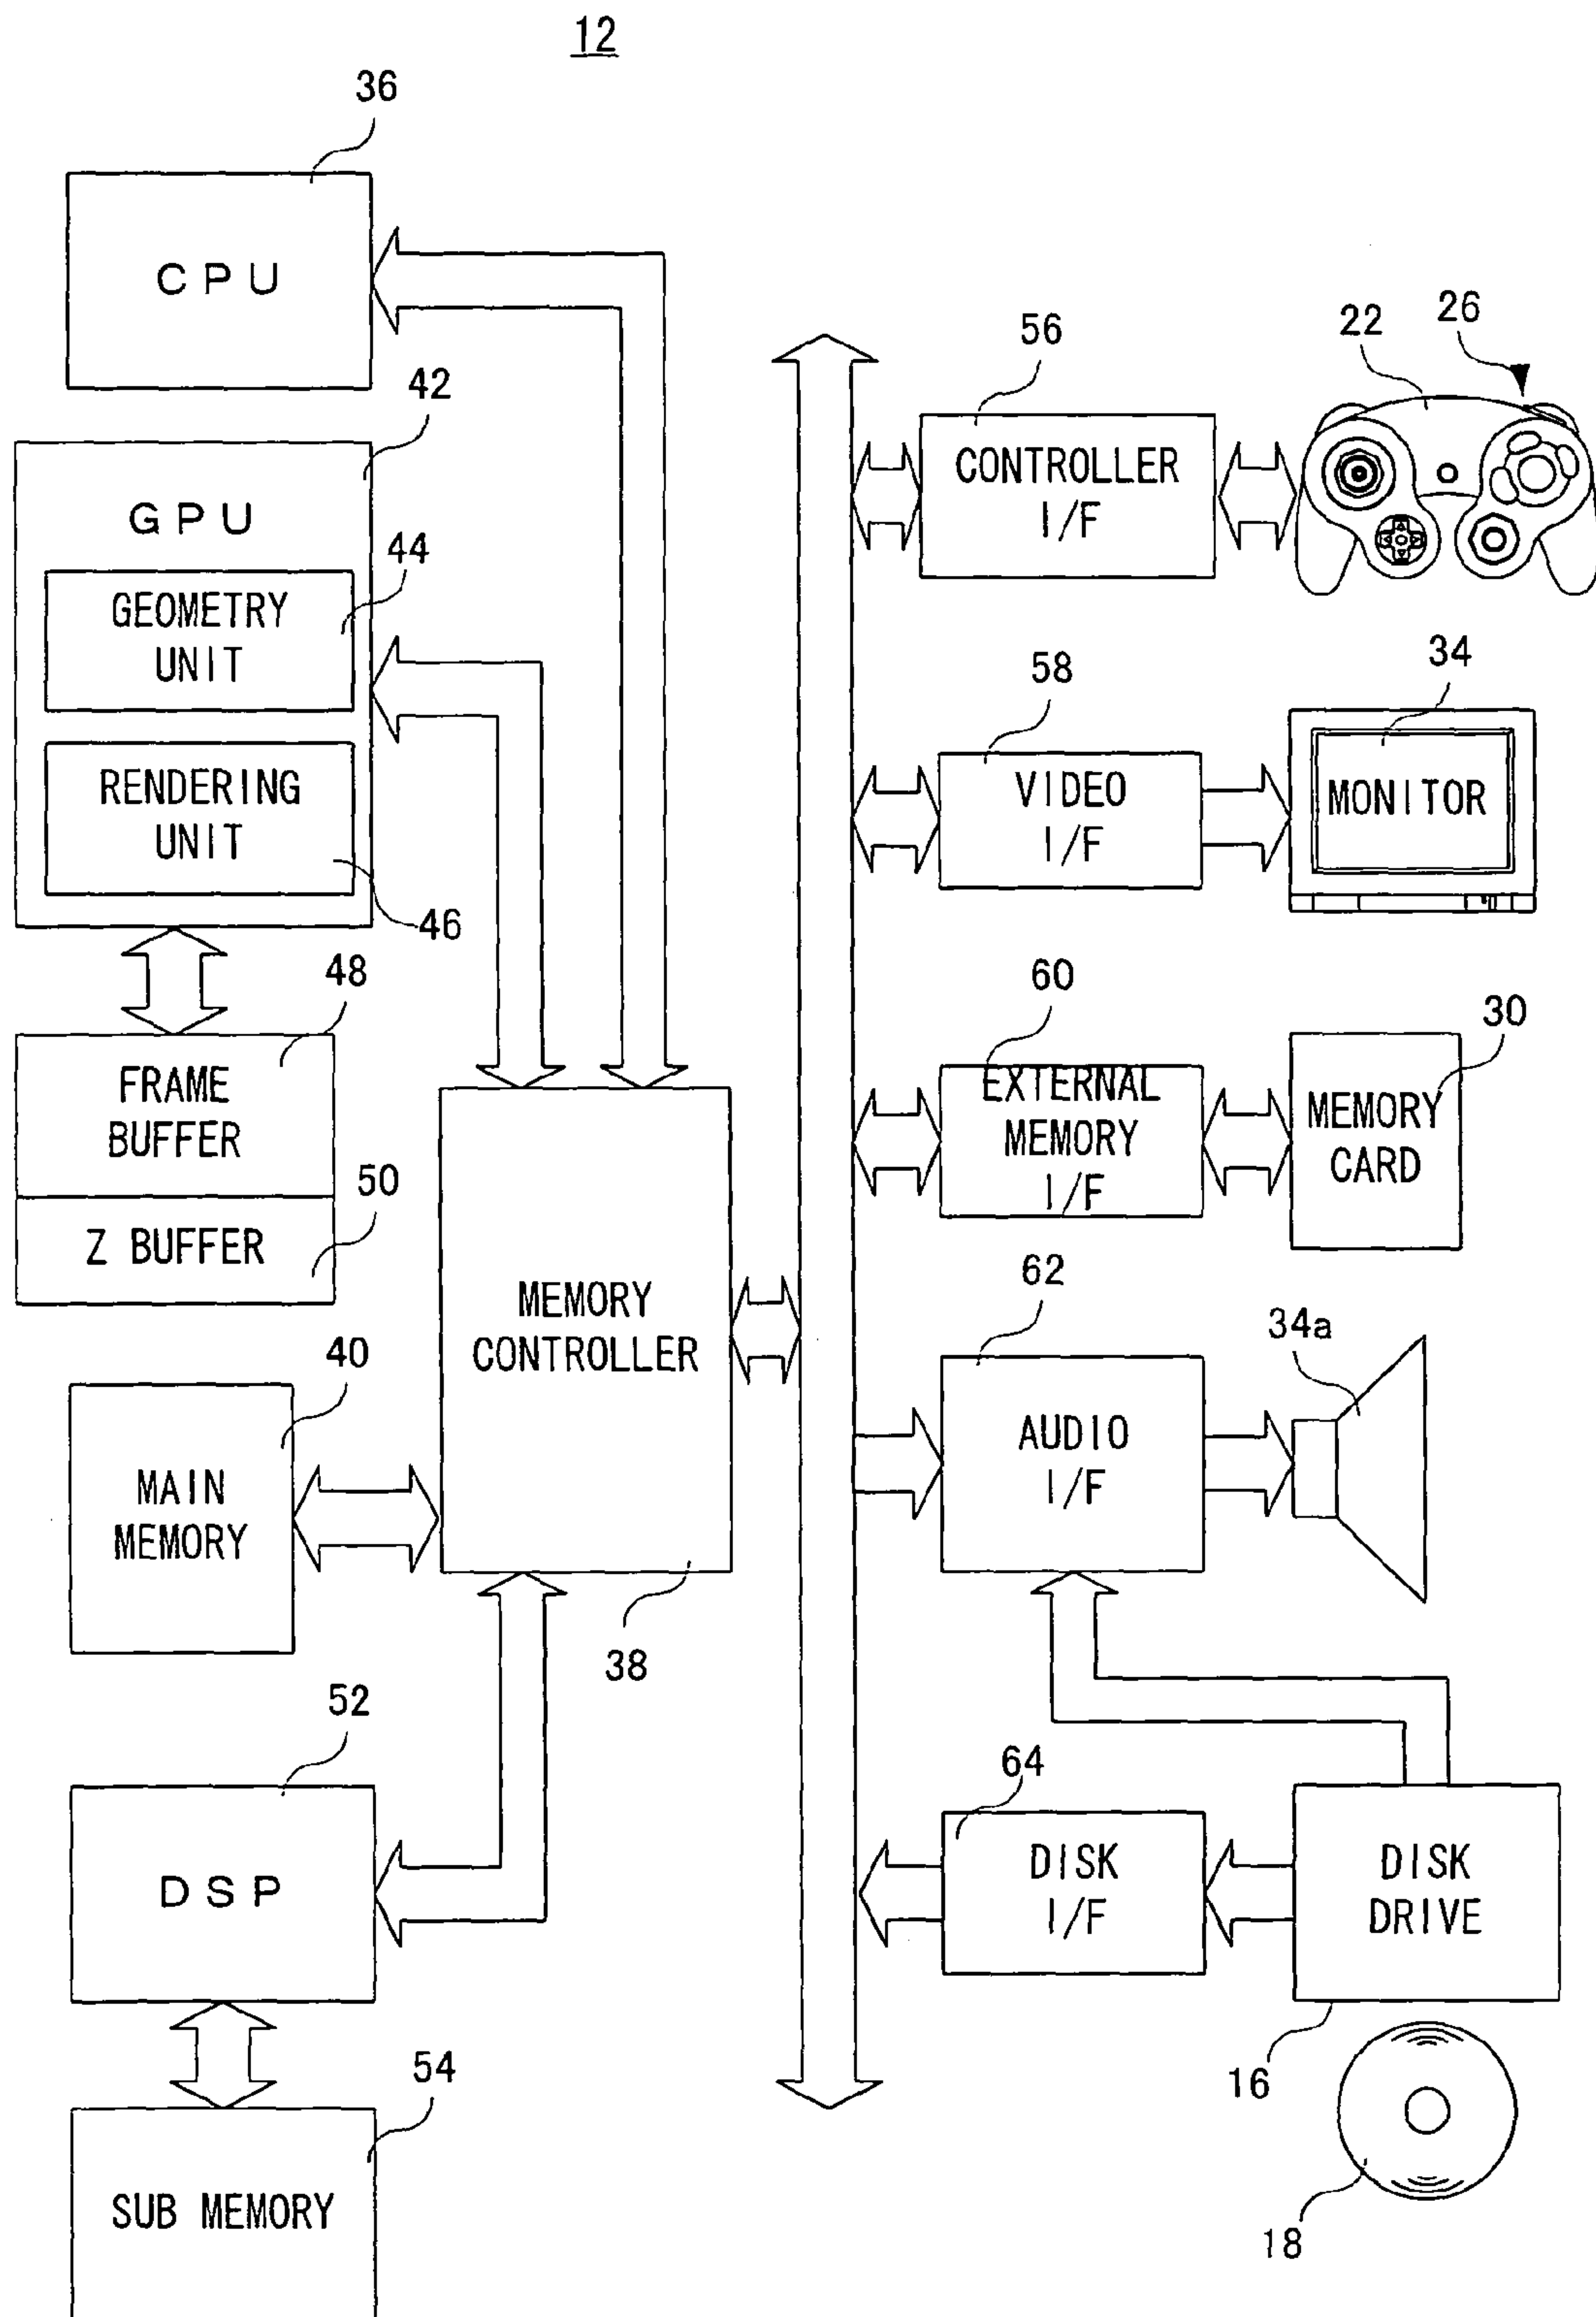 12
36
CPU
42
GPU
44
GEOMETRY
UNIT
RENDERING
UNIT
46
48
FRAME
BUFFER
50
Z BUFFER
40
MAIN
MEMORY
MEMORY
CONTROLLER
38
52
DSP
54
SUB MEMORY
56
CONTROLLER
I/F
22
26
58
VIDEO
I/F
34
MONITOR
60
EXTERNAL
MEMORY
I/F
30
MEMORY
CARD
62
AUDIO
I/F
34a
64
DISK
I/F
DISK
DRIVE
16
18